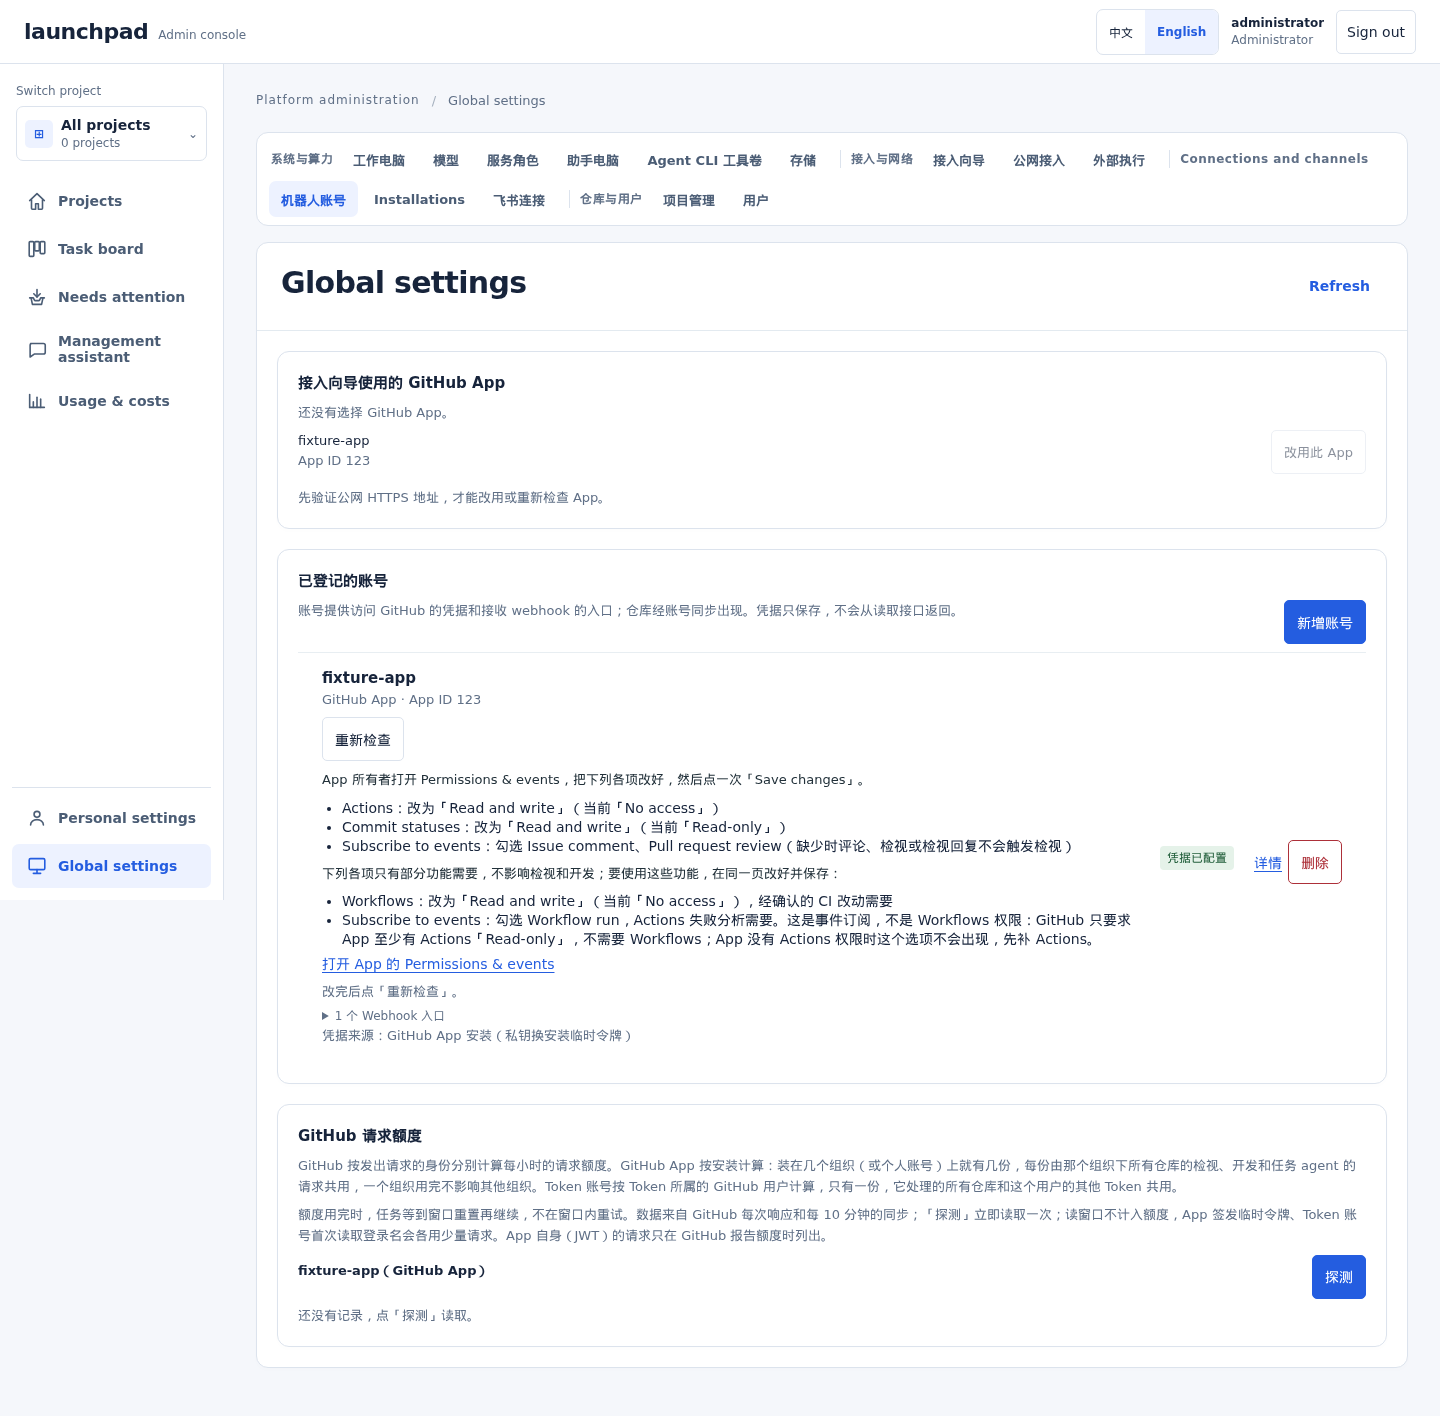 launchpad Admin console
中文 English administrator Administrator Sign out
Switch project
All projects
0 projects
Projects
Task board
Needs attention
Management assistant
Usage & costs
Personal settings
Global settings
Platform administration / Global settings
系统与算力 工作电脑 模型 服务角色 助手电脑 Agent CLI 工具卷 存储 接入与网络 接入向导 公网接入 外部执行 Connections and channels
机器人账号 Installations 飞书连接 仓库与用户 项目管理 用户
Global settings
Refresh
接入向导使用的 GitHub App
还没有选择 GitHub App。
fixture-app
App ID 123
改用此 App
先验证公网 HTTPS 地址，才能改用或重新检查 App。
已登记的账号
账号提供访问 GitHub 的凭据和接收 webhook 的入口；仓库经账号同步出现。凭据只保存，不会从读取接口返回。
新增账号
fixture-app
GitHub App · App ID 123
重新检查
App 所有者打开 Permissions & events，把下列各项改好，然后点一次「Save changes」。
• Actions：改为「Read and write」（当前「No access」）
• Commit statuses：改为「Read and write」（当前「Read-only」）
• Subscribe to events：勾选 Issue comment、Pull request review（缺少时评论、检视或检视回复不会触发检视）
下列各项只有部分功能需要，不影响检视和开发；要使用这些功能，在同一页改好并保存：
• Workflows：改为「Read and write」（当前「No access」），经确认的 CI 改动需要
• Subscribe to events：勾选 Workflow run，Actions 失败分析需要。这是事件订阅，不是 Workflows 权限：GitHub 只要求
App 至少有 Actions「Read-only」，不需要 Workflows；App 没有 Actions 权限时这个选项不会出现，先补 Actions。
打开 App 的 Permissions & events
改完后点「重新检查」。
▶ 1 个 Webhook 入口
凭据来源：GitHub App 安装（私钥换安装临时令牌）
凭据已配置 详情 删除
GitHub 请求额度
GitHub 按发出请求的身份分别计算每小时的请求额度。GitHub App 按安装计算：装在几个组织（或个人账号）上就有几份，每份由那个组织下所有仓库的检视、开发和任务 agent 的
请求共用，一个组织用完不影响其他组织。Token 账号按 Token 所属的 GitHub 用户计算，只有一份，它处理的所有仓库和这个用户的其他 Token 共用。
额度用完时，任务等到窗口重置再继续，不在窗口内重试。数据来自 GitHub 每次响应和每 10 分钟的同步；「探测」立即读取一次；读窗口不计入额度，App 签发临时令牌、Token 账
号首次读取登录名会各用少量请求。App 自身（JWT）的请求只在 GitHub 报告额度时列出。
fixture-app（GitHub App）
探测
还没有记录，点「探测」读取。